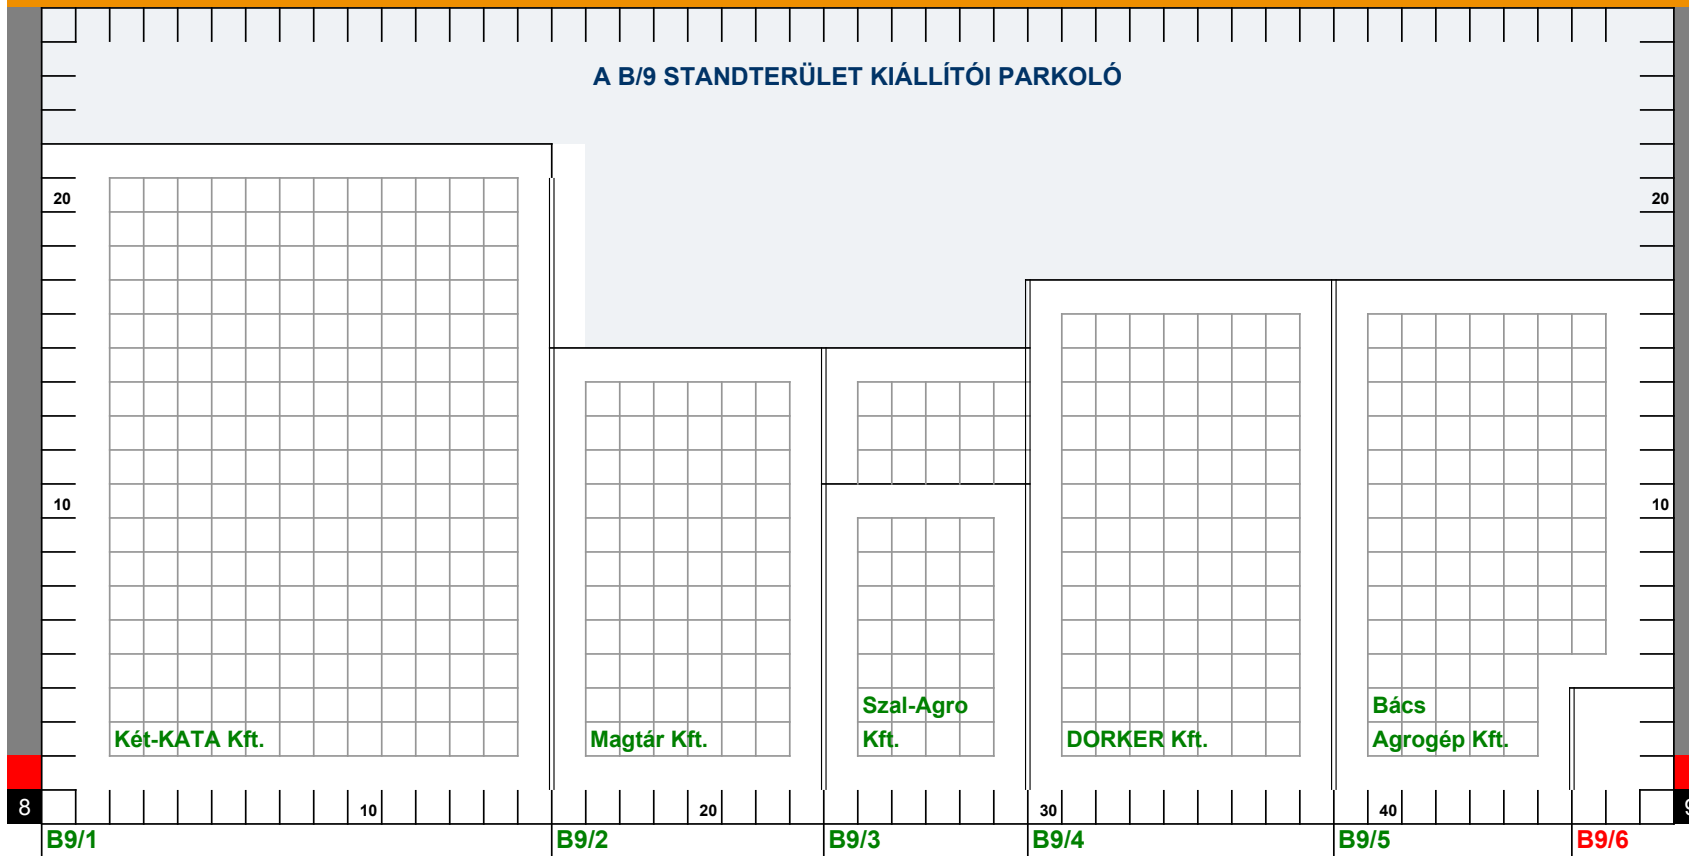 A B/9 STANDTERÜLET KIÁLLÍTÓI PARKOLÓ
20
20
10
10
Szal-Agro
Kft.
Bács
Agrogép Kft.
Két-KATA Kft.
Magtár Kft.
DORKER Kft.
8
10
20
30
40
9
B9/1
B9/2
B9/3
B9/4
B9/5
B9/6